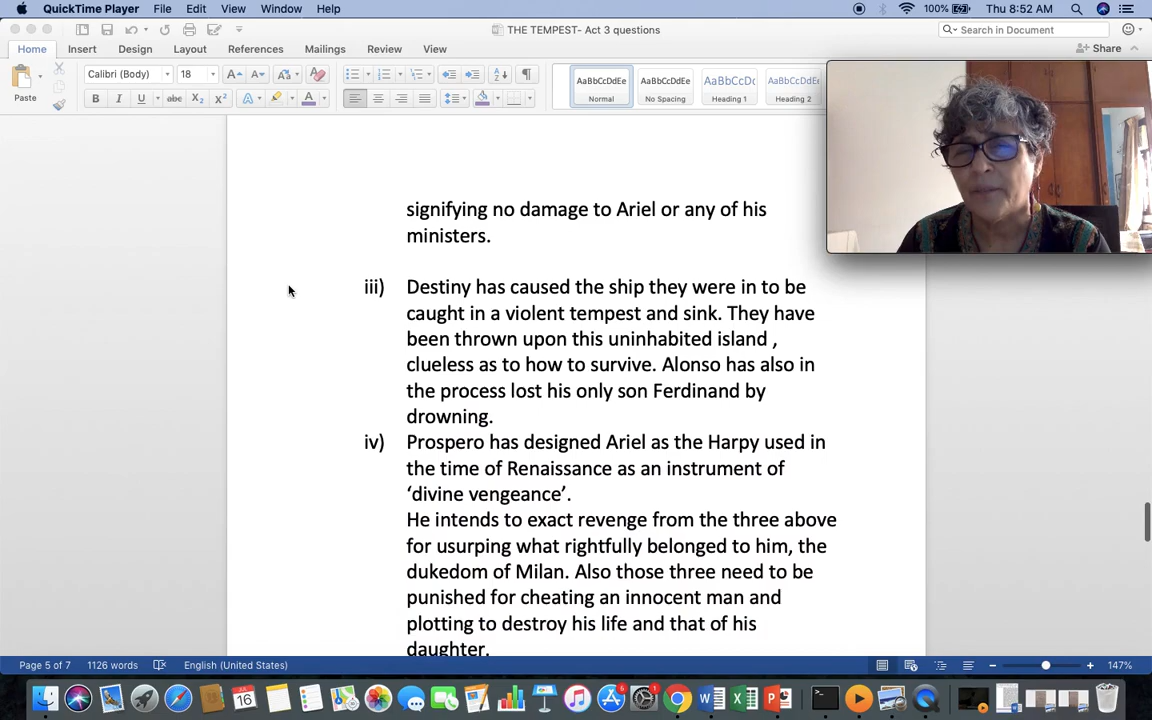 QuickTime Player File Edit View Window Help 100% Thu 8:52 AM
THE TEMPEST- Act 3 questions
Search in Document
Home Insert Design Layout References Mailings Review View
Share
Paste
Calibri (Body) 18
AaBbCcDdEe AaBbCcDdEe AaBbCcDc AaBbCcDdEe
Normal No Spacing Heading 1 Heading 2
signifying no damage to Ariel or any of his
ministers.
iii) Destiny has caused the ship they were in to be
caught in a violent tempest and sink. They have
been thrown upon this uninhabited island ,
clueless as to how to survive. Alonso has also in
the process lost his only son Ferdinand by
drowning.
iv) Prospero has designed Ariel as the Harpy used in
the time of Renaissance as an instrument of
‘divine vengeance’.
He intends to exact revenge from the three above
for usurping what rightfully belonged to him, the
dukedom of Milan. Also those three need to be
punished for cheating an innocent man and
plotting to destroy his life and that of his
daughter.
Page 5 of 7 1126 words English (United States) 147%